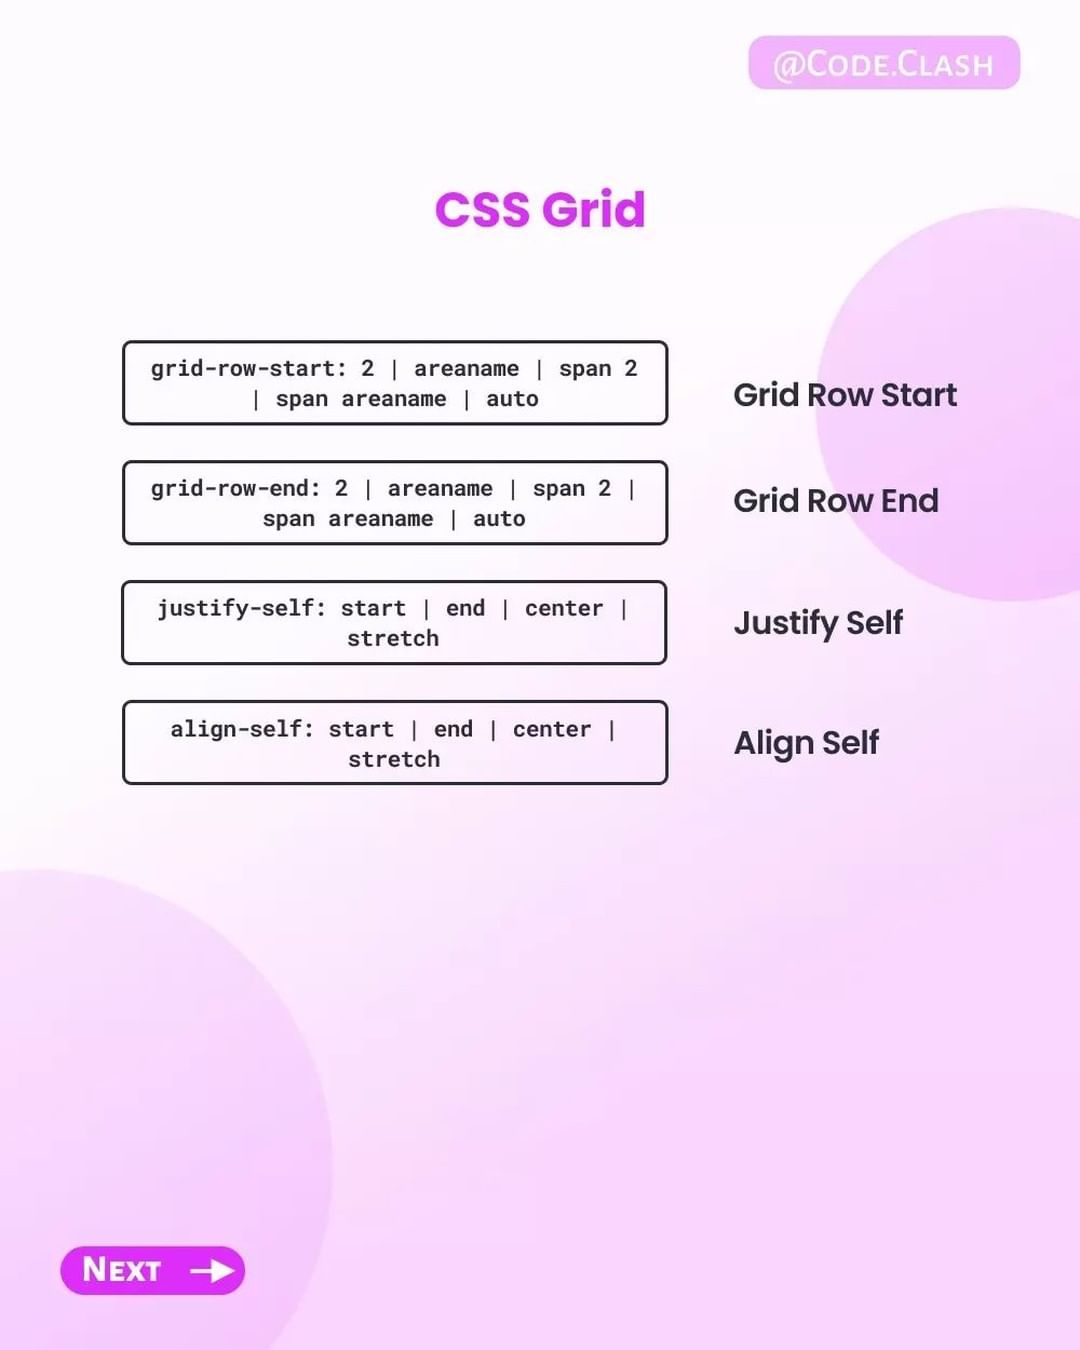 @Code.Clash
CSS Grid
grid-row-start: 2 | areaname | span 2
| span areaname | auto
Grid Row Start
grid-row-end: 2 | areaname | span 2 |
span areaname | auto
Grid Row End
justify-self: start | end | center |
stretch
Justify Self
align-self: start | end | center |
stretch
Align Self
Next